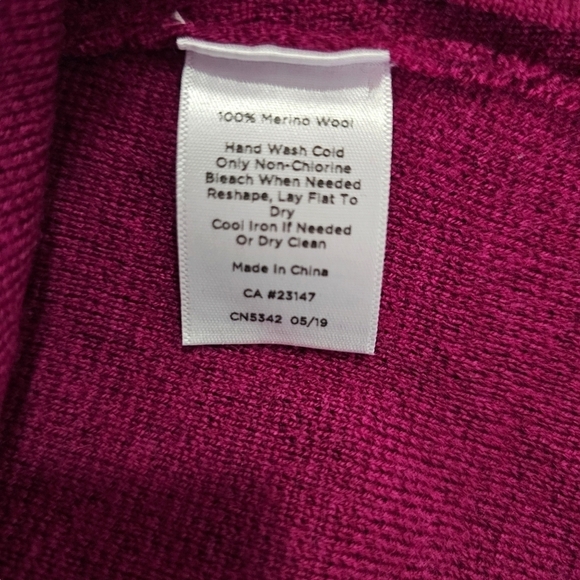 100% Merino Wool
Hand Wash Cold
Only Non-Chlorine
Bleach When Needed
Reshape, Lay Flat To
Dry
Cool Iron If Needed
Or Dry Clean
Made In China
CA #23147
CN5342 05/19